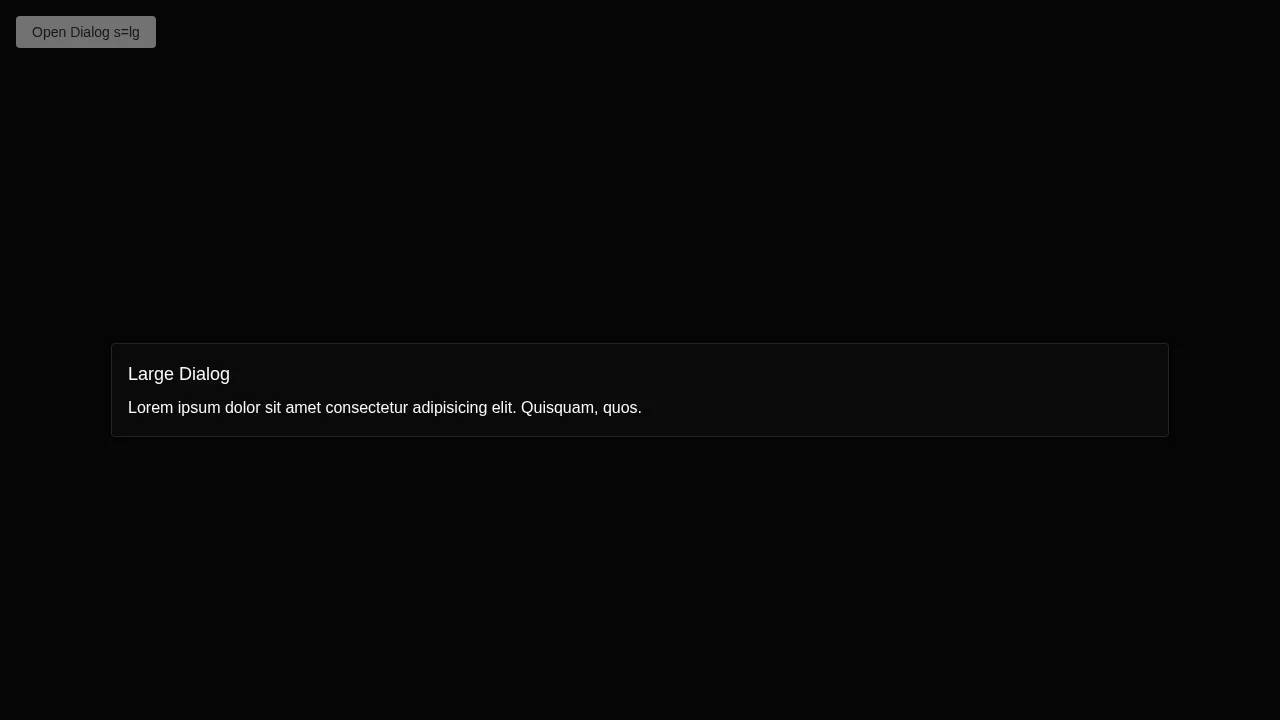 Open Dialog s=lg
Large Dialog
Lorem ipsum dolor sit amet consectetur adipisicing elit. Quisquam, quos.